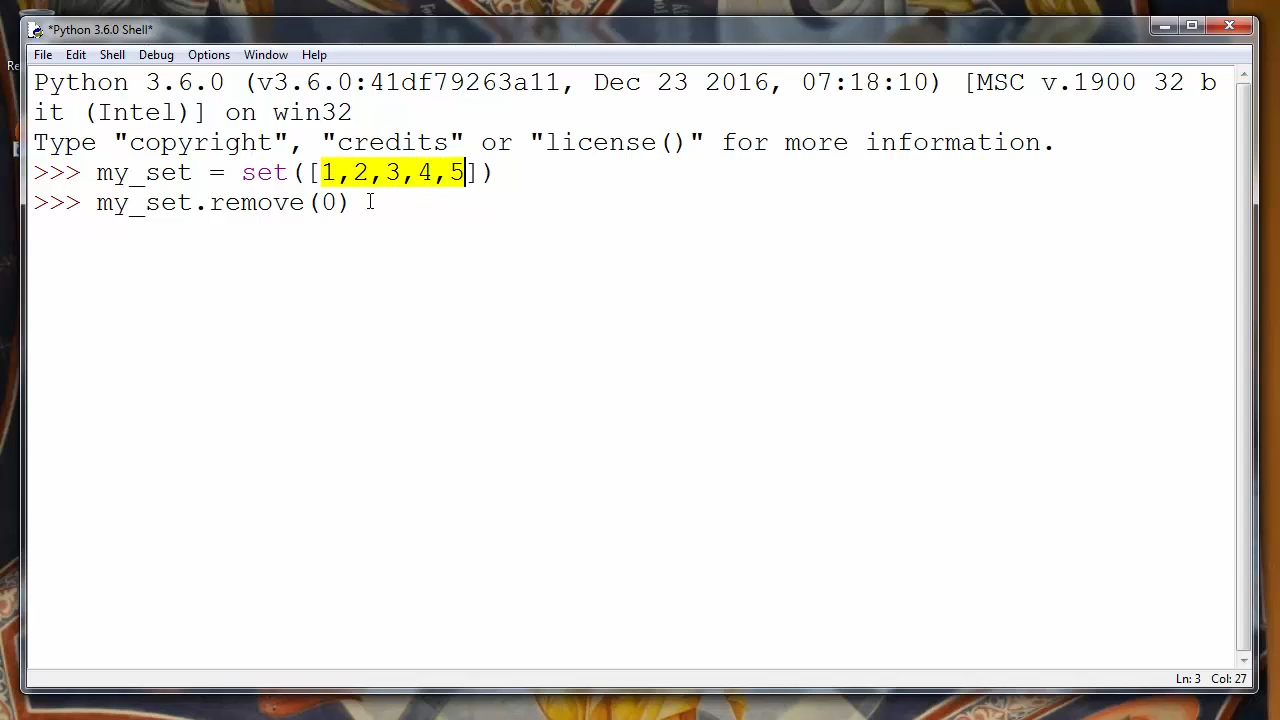 *Python 3.6.0 Shell*
File Edit Shell Debug Options Window Help
Python 3.6.0 (v3.6.0:41df79263a11, Dec 23 2016, 07:18:10) [MSC v.1900 32 b
it (Intel)] on win32
Type "copyright", "credits" or "license()" for more information.
>>> my_set = set([1,2,3,4,5])
>>> my_set.remove(0)
Ln: 3 Col: 27